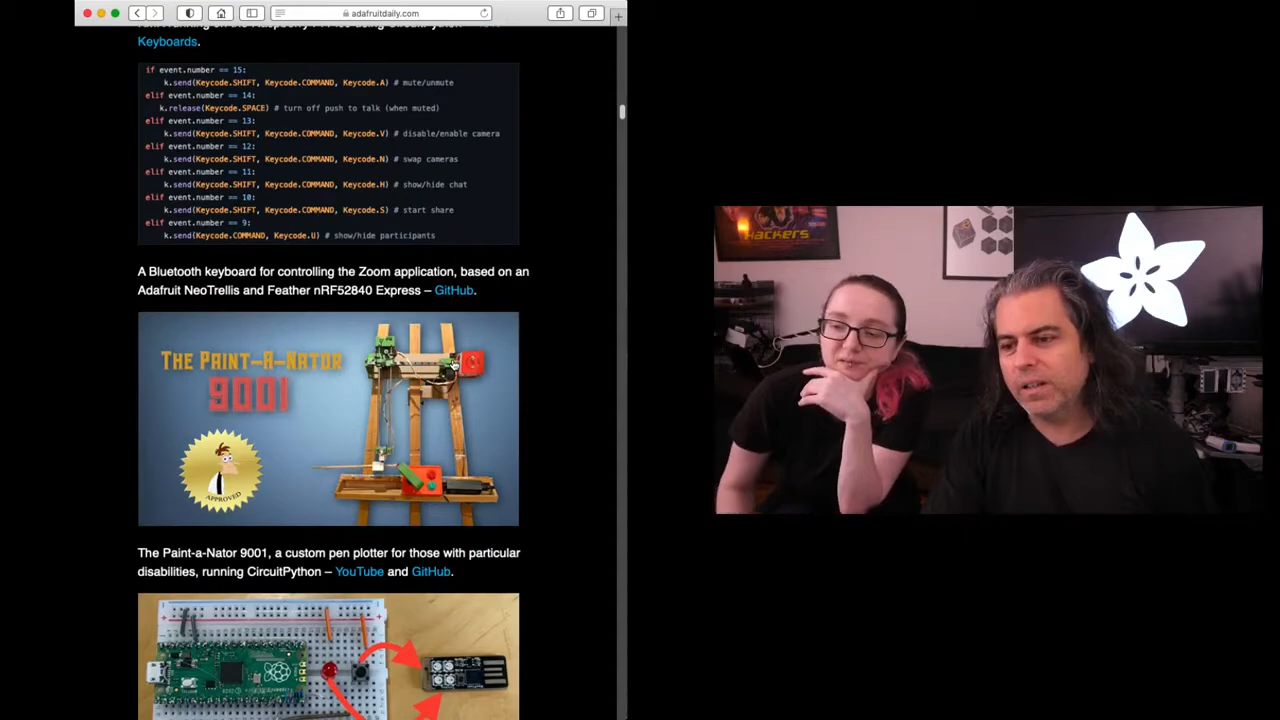 adafruitdaily.com
Keyboards.
if event.number == 15:
k.send(Keycode.SHIFT, Keycode.COMMAND, Keycode.A) # mute/unmute
elif event.number == 14:
k.release(Keycode.SPACE) # turn off push to talk (when muted)
elif event.number == 13:
k.send(Keycode.SHIFT, Keycode.COMMAND, Keycode.V) # disable/enable camera
elif event.number == 12:
k.send(Keycode.SHIFT, Keycode.COMMAND, Keycode.N) # swap cameras
elif event.number == 11:
k.send(Keycode.SHIFT, Keycode.COMMAND, Keycode.H) # show/hide chat
elif event.number == 10:
k.send(Keycode.SHIFT, Keycode.COMMAND, Keycode.S) # start share
elif event.number == 9:
k.send(Keycode.COMMAND, Keycode.U) # show/hide participants
A Bluetooth keyboard for controlling the Zoom application, based on an
Adafruit NeoTrellis and Feather nRF52840 Express – GitHub.
THE PAINT-A-NATOR
9001
APPROVED
The Paint-a-Nator 9001, a custom pen plotter for those with particular
disabilities, running CircuitPython – YouTube and GitHub.
HACKERS